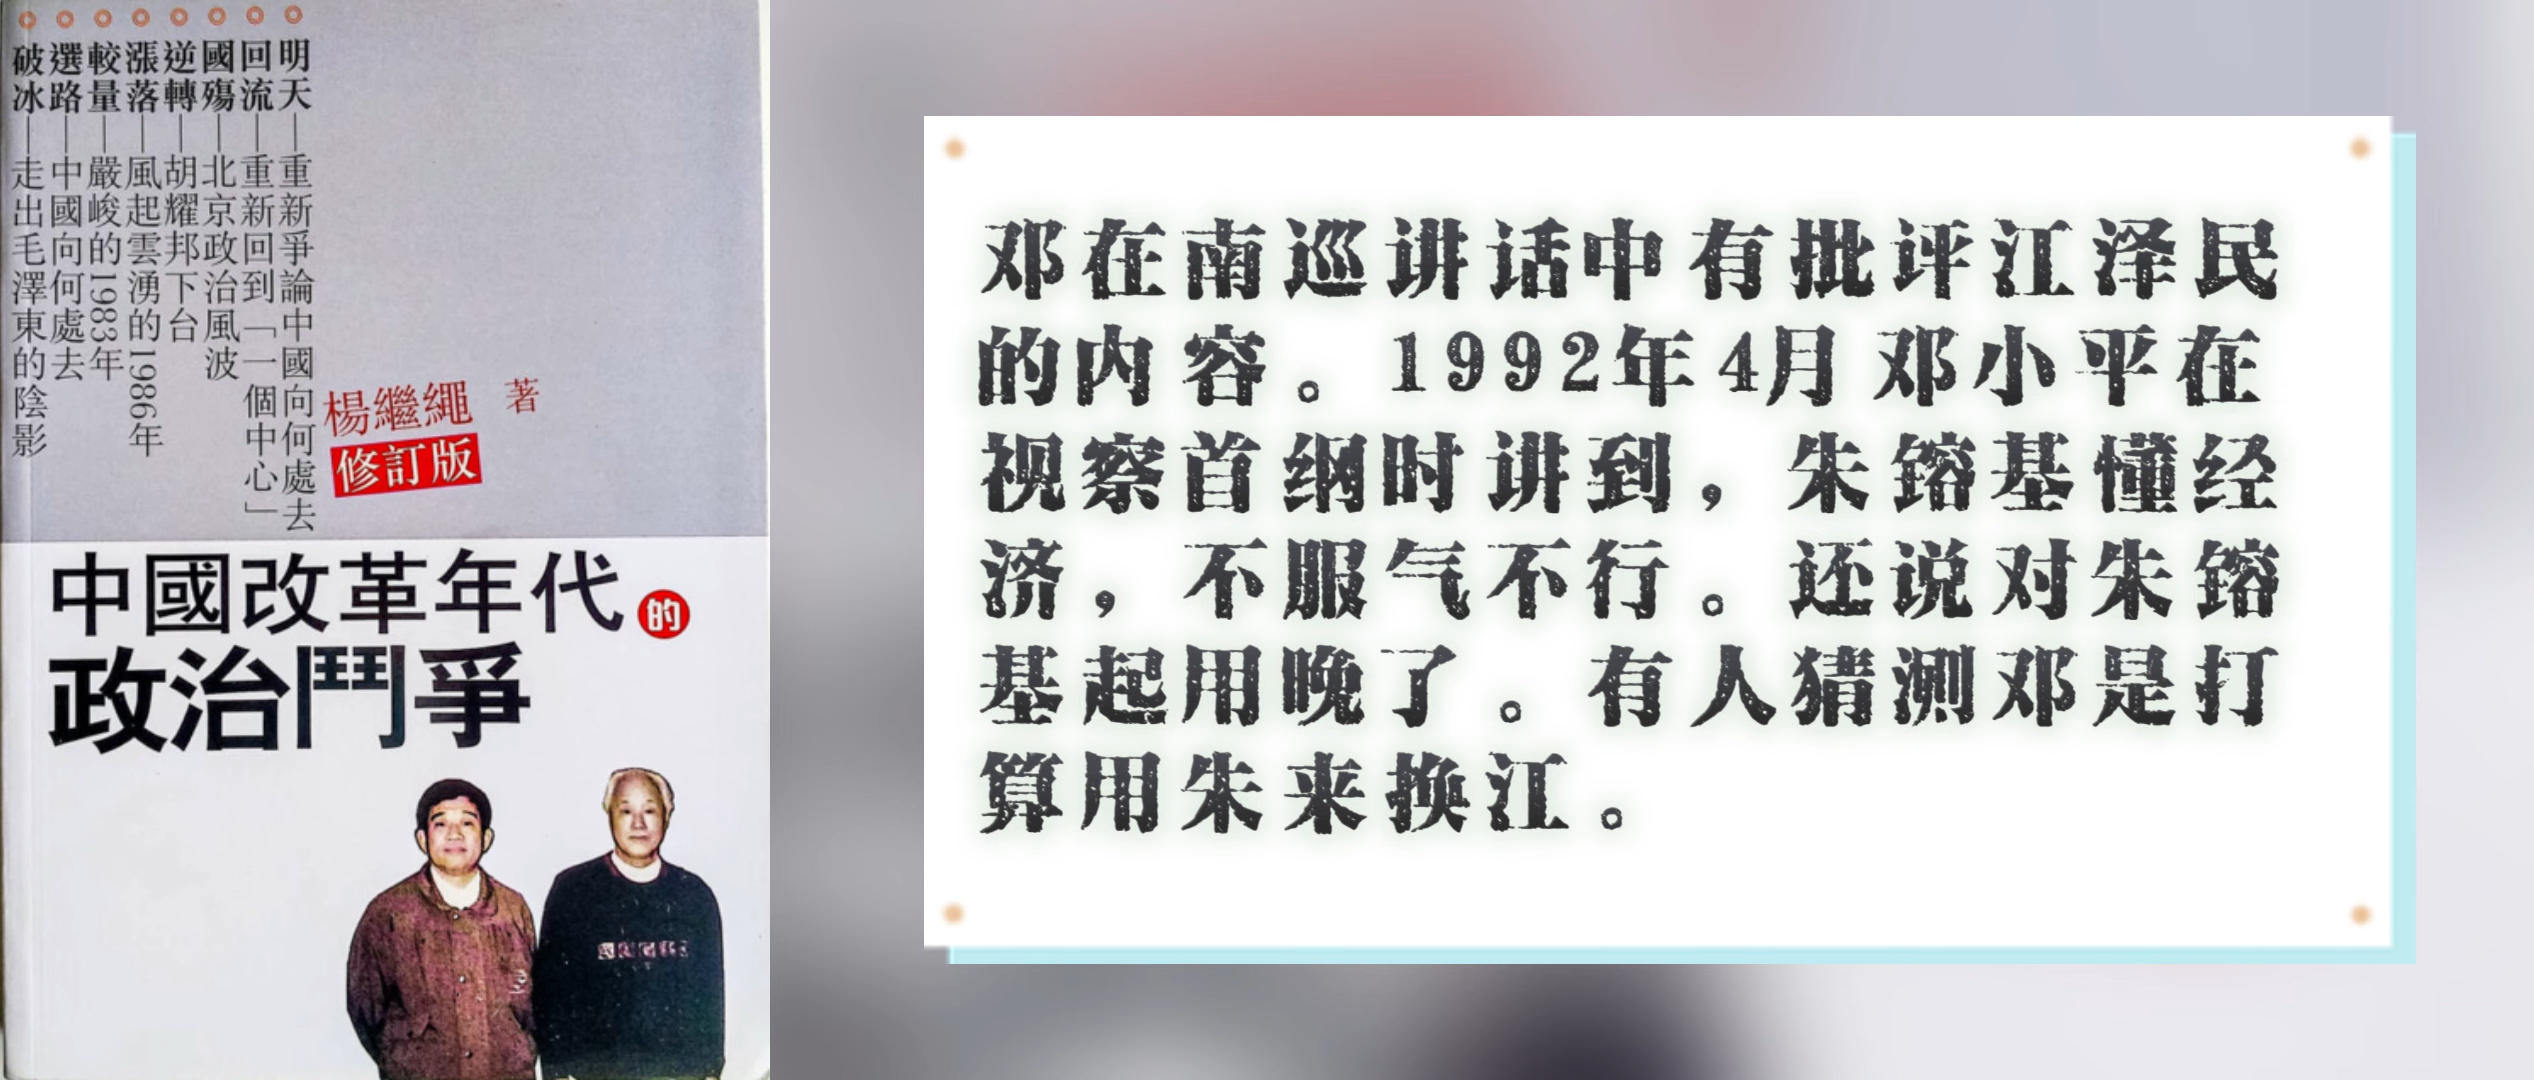 明天—重新爭論中國向何處去
回流—重新回到「一個中心」
國殤—北京政治風波
逆轉—胡耀邦下台
漲落—風起雲湧的1986年
較量—嚴峻的1983年
選路—中國向何處去
破冰—走出毛澤東的陰影
楊繼繩 著
修訂版
中國改革年代的
政治鬥爭
邓在南巡讲话中有批评江泽民
的内容。1992年4月邓小平在
视察首纲时讲到，朱镕基懂经
济，不服气不行。还说对朱镕
基起用晚了。有人猜测邓是打
算用朱来换江。